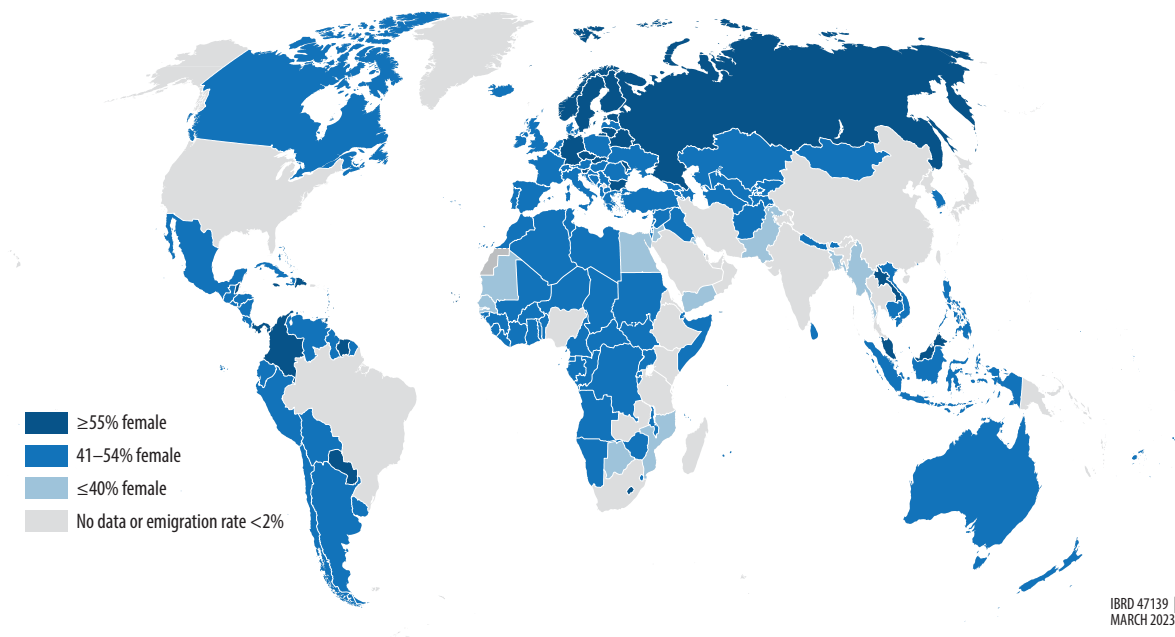 ≥55% female
41–54% female
≤40% female
No data or emigration rate <2%
IBRD 47139
MARCH 2023